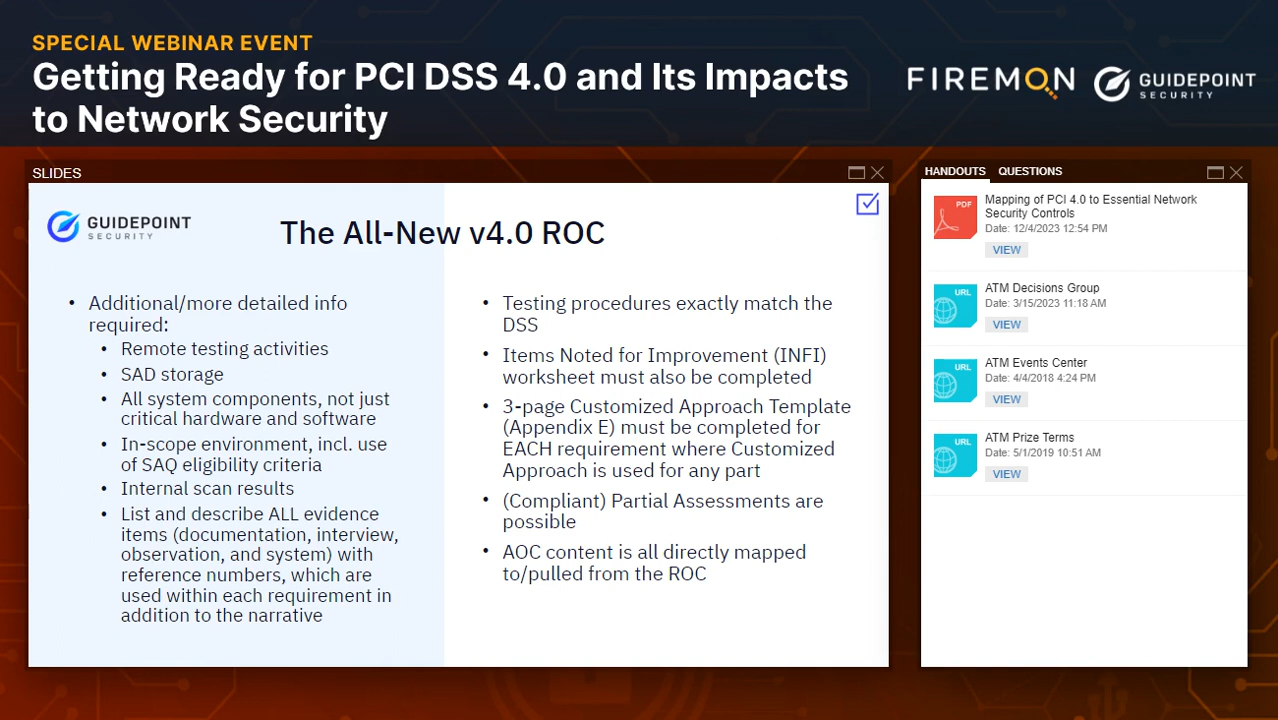 SPECIAL WEBINAR EVENT
Getting Ready for PCI DSS 4.0 and Its Impacts
to Network Security
FIREMON
GUIDEPOINT
SECURITY
SLIDES
GUIDEPOINT
SECURITY
The All-New v4.0 ROC
• Additional/more detailed info
required:
• Remote testing activities
• SAD storage
• All system components, not just
critical hardware and software
• In-scope environment, incl. use
of SAQ eligibility criteria
• Internal scan results
• List and describe ALL evidence
items (documentation, interview,
observation, and system) with
reference numbers, which are
used within each requirement in
addition to the narrative
• Testing procedures exactly match the
DSS
• Items Noted for Improvement (INFI)
worksheet must also be completed
• 3-page Customized Approach Template
(Appendix E) must be completed for
EACH requirement where Customized
Approach is used for any part
• (Compliant) Partial Assessments are
possible
• AOC content is all directly mapped
to/pulled from the ROC
HANDOUTS QUESTIONS
PDF
Mapping of PCI 4.0 to Essential Network
Security Controls
Date: 12/4/2023 12:54 PM
VIEW
URL
ATM Decisions Group
Date: 3/15/2023 11:18 AM
VIEW
URL
ATM Events Center
Date: 4/4/2018 4:24 PM
VIEW
URL
ATM Prize Terms
Date: 5/1/2019 10:51 AM
VIEW